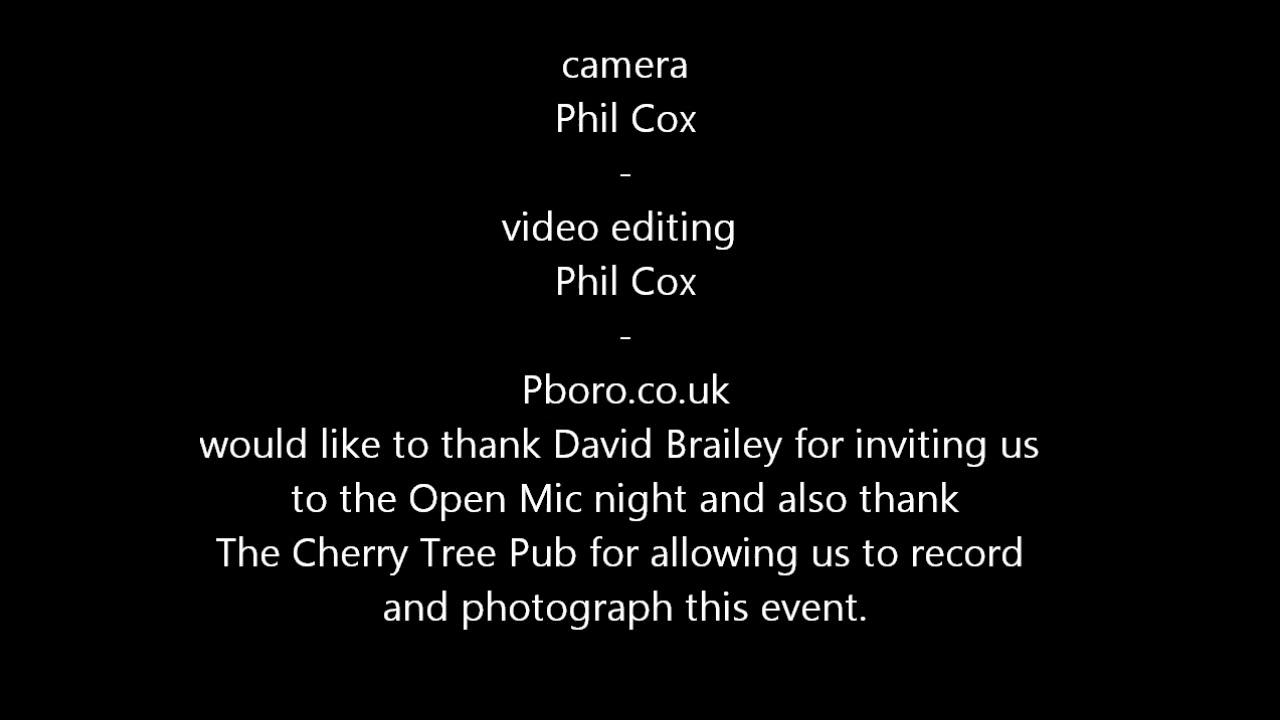 camera
Phil Cox
-
video editing
Phil Cox
-
Pboro.co.uk
would like to thank David Brailey for inviting us
to the Open Mic night and also thank
The Cherry Tree Pub for allowing us to record
and photograph this event.